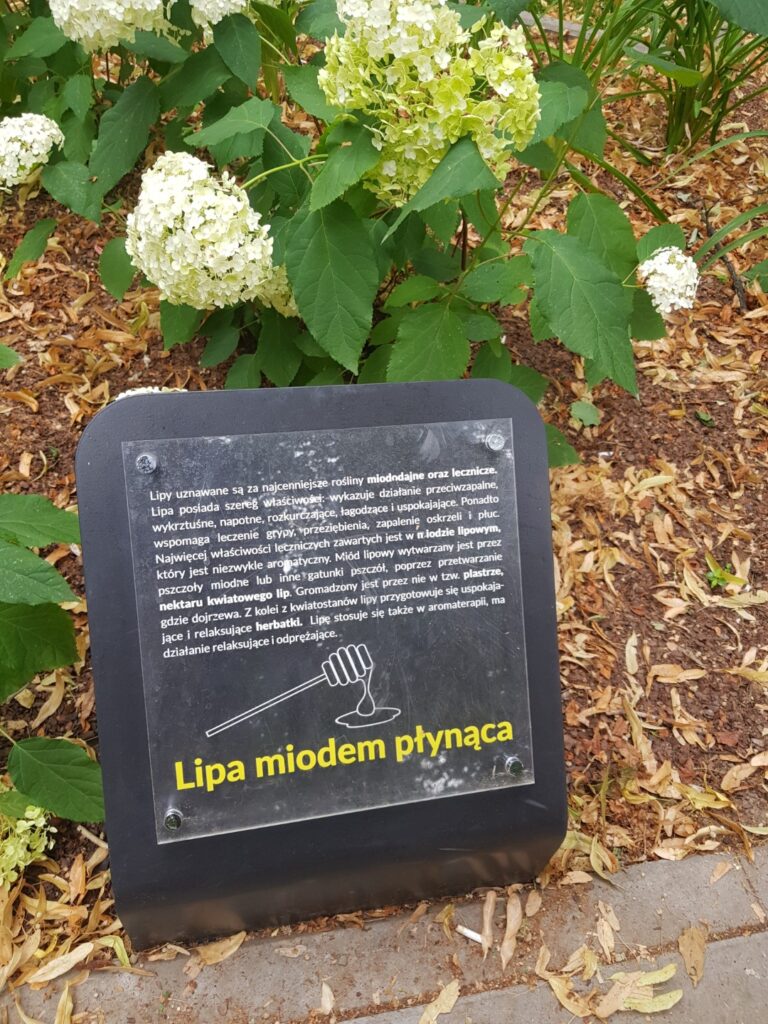 Lipy uznawane są za najcenniejsze rośliny miodndajne oraz lecznicze.
Lipa posiada szereg właściwości: wykazuje działanie przeciwzapalne,
wykrztuśne, napotne, rozkurczające, łagodzące i uspokajające. Ponadto
wspomaga leczenie grypy, przeziębienia, zapalenie oskrzeli i płuc.
Najwięcej właściwości leczniczych zawartych jest w miodzie lipowym,
który jest niezwykle aromatyczny. Miód lipowy wytwarzany jest przez
pszczoły miodne lub inne gatunki pszczół, poprzez przetwarzanie
nektaru kwiatowego lip. Gromadzony jest przez nie w tzw. plastrze,
gdzie dojrzewa. Z kolei z kwiatostanów lipy przygotowuje się uspokaja-
jące i relaksujące herbatki. Lipę stosuje się także w aromaterapii, ma
działanie relaksujące i odprężające.
Lipa miodem płynąca